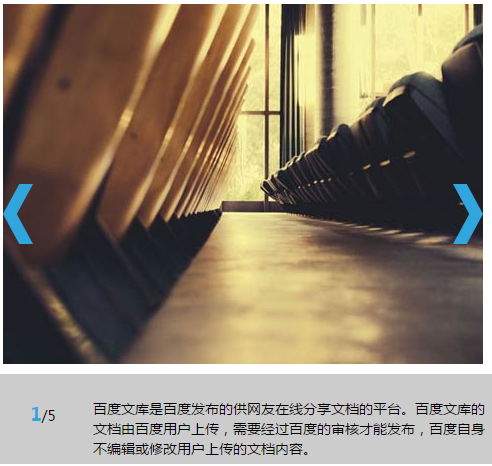 1/5
百度文库是百度发布的供网友在线分享文档的平台。百度文库的
文档由百度用户上传，需要经过百度的审核才能发布，百度自身
不编辑或修改用户上传的文档内容。